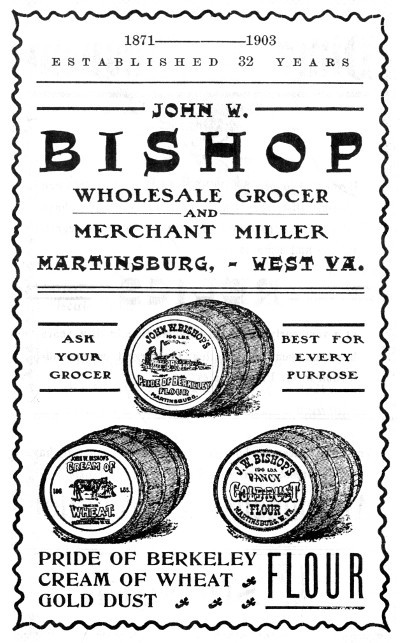 1871————1903
ESTABLISHED 32 YEARS
JOHN W.
BISHOP
WHOLESALE GROCER
AND
MERCHANT MILLER
MARTINSBURG, - WEST VA.
ASK
YOUR
GROCER
JOHN W. BISHOP'S
196 LBS.
PRIDE OF BERKELEY
FLOUR
MARTINSBURG.
BEST FOR
EVERY
PURPOSE
JOHN W. BISHOP'S
CREAM OF
196 LBS.
WHEAT
J.W. BISHOP'S
196 LBS.
FANCY
GOLD DUST
FLOUR
MARTINSBURG, W.VA.
PRIDE OF BERKELEY
CREAM OF WHEAT
GOLD DUST
FLOUR